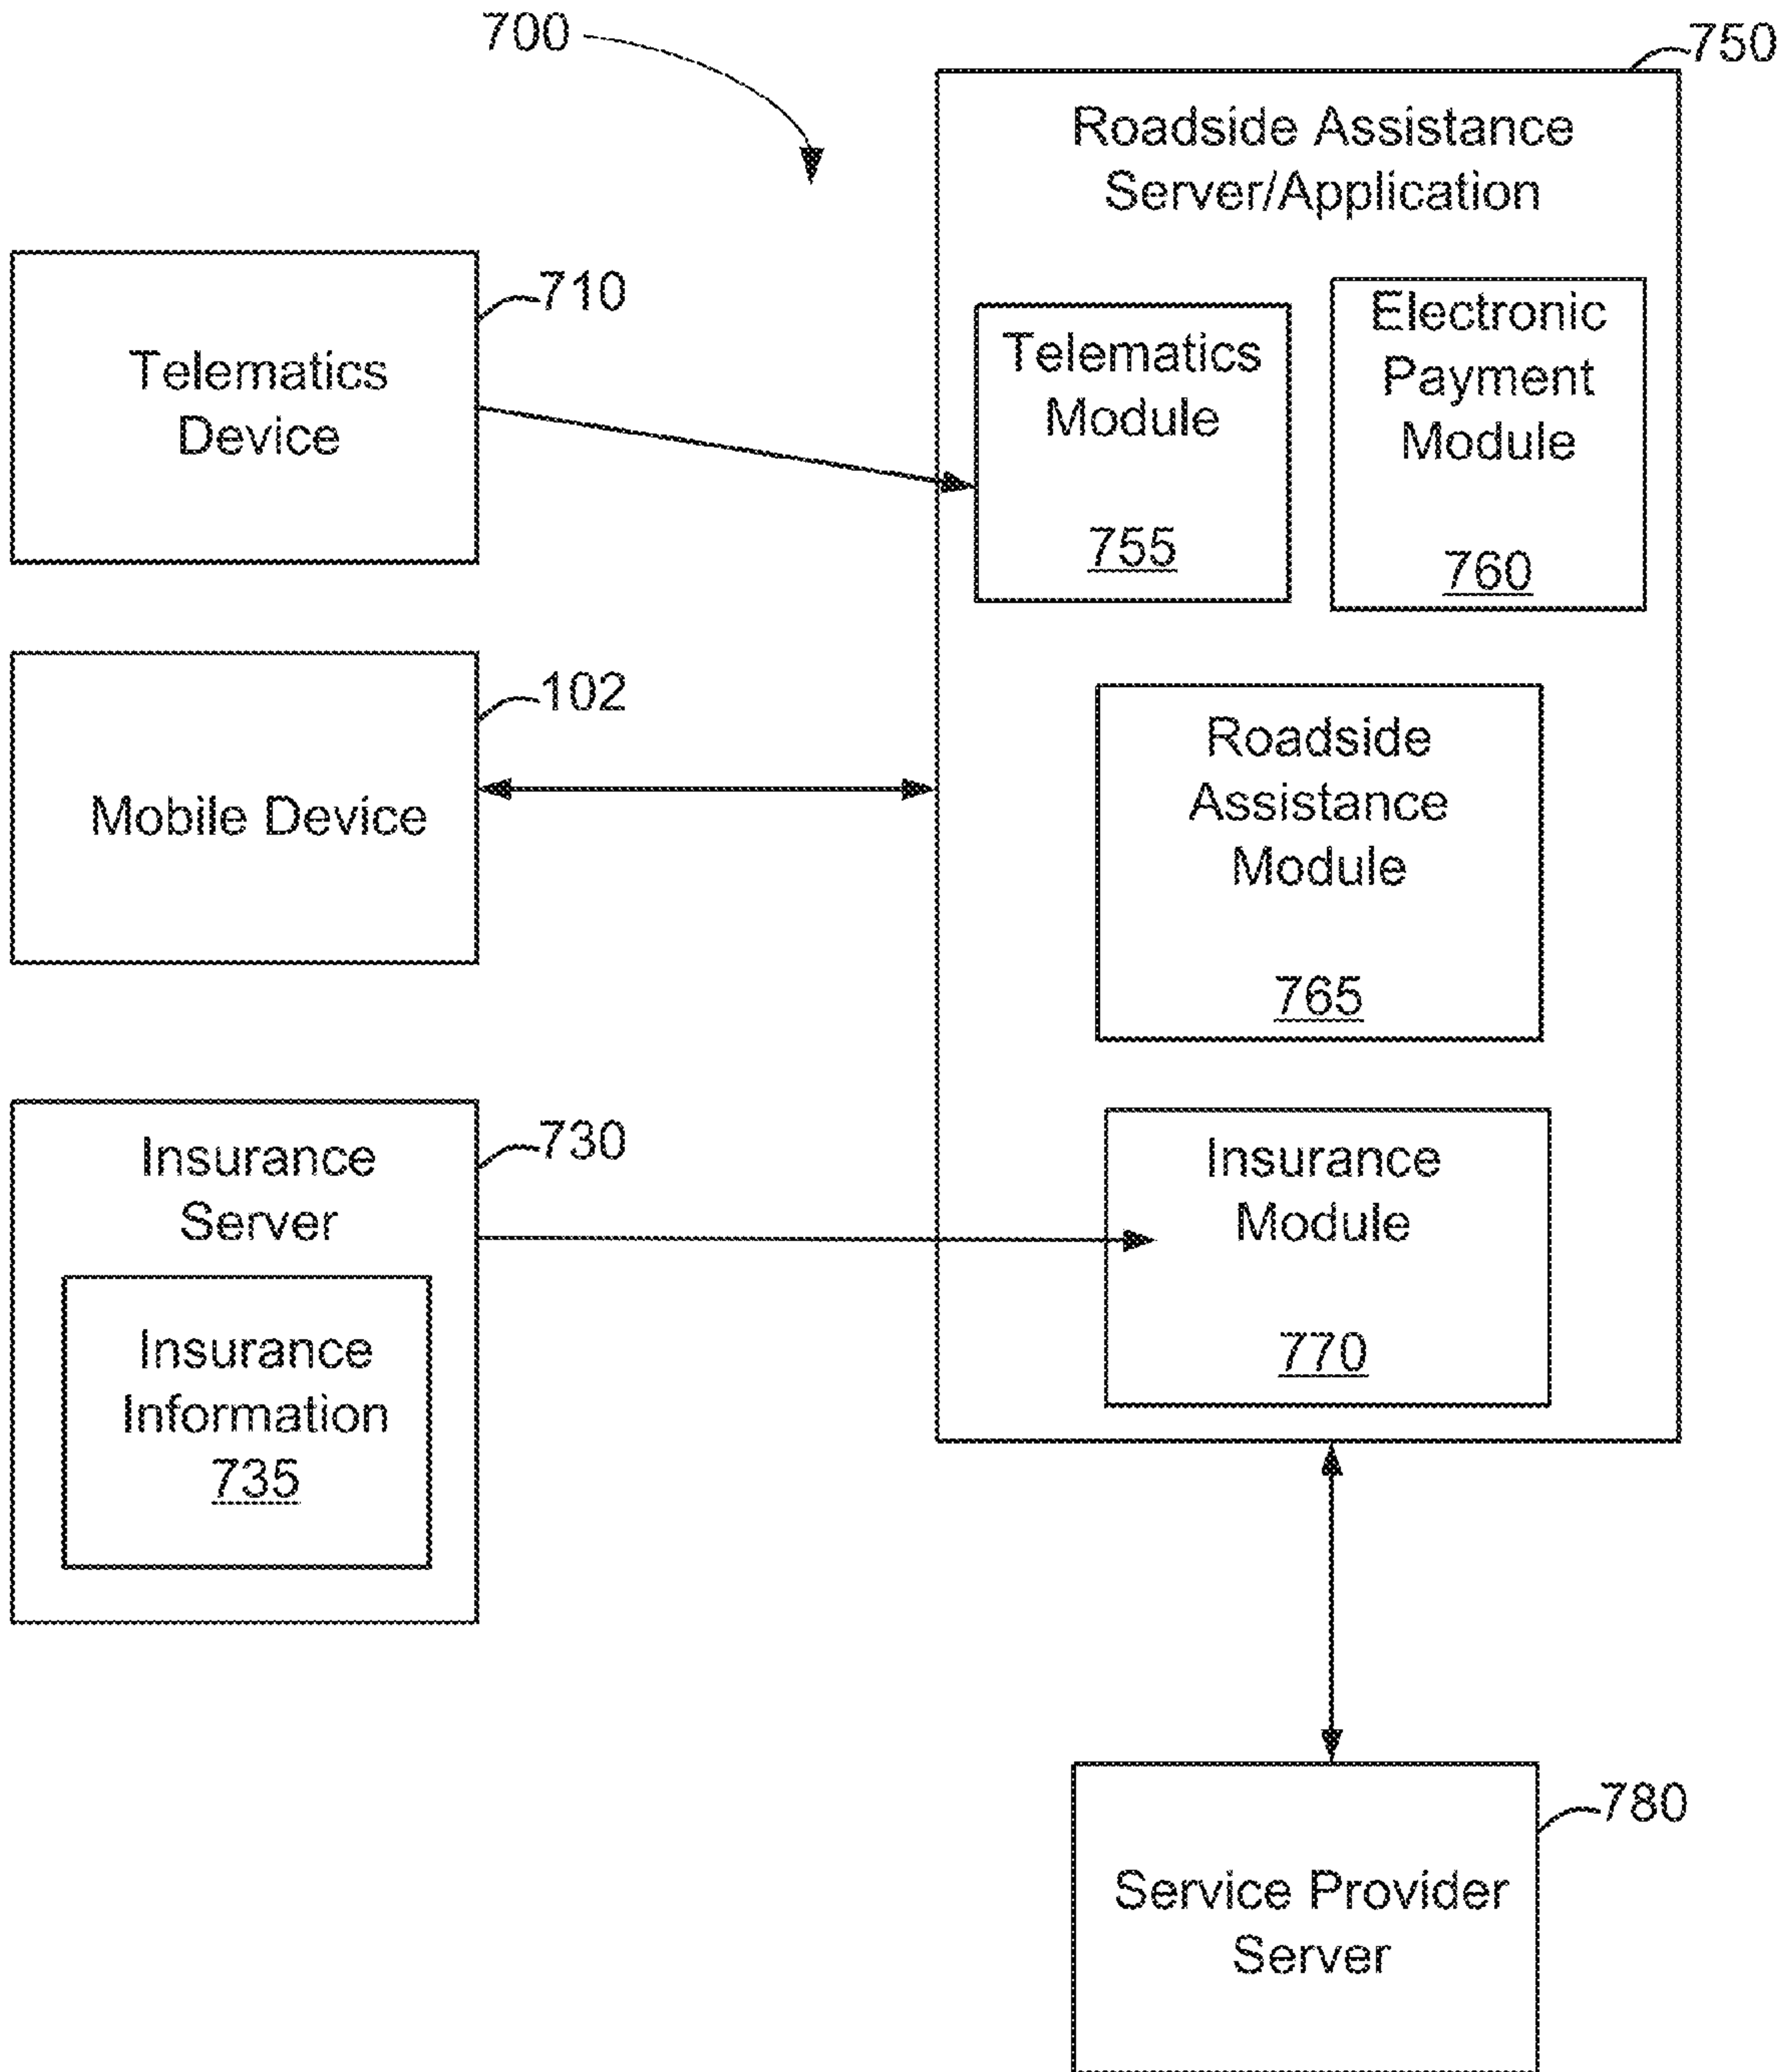 700
750
Roadside Assistance
Server/Application
710
Telematics
Device
Telematics
Module
755
Electronic
Payment
Module
760
102
Mobile Device
Roadside
Assistance
Module
765
730
Insurance
Server
Insurance
Information
735
Insurance
Module
770
780
Service Provider
Server